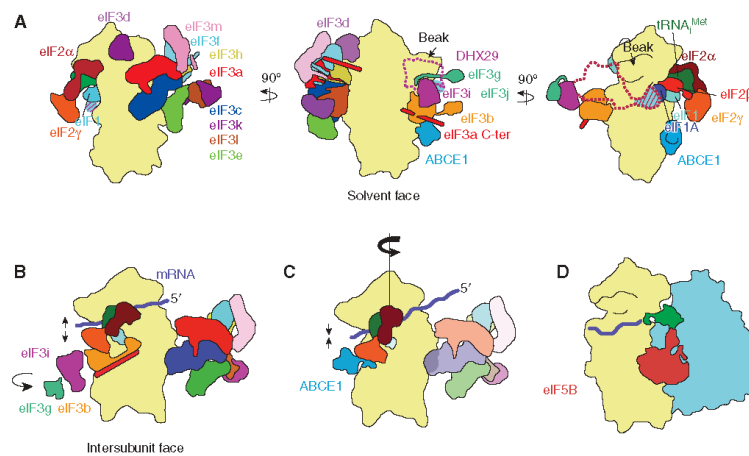 A
eIF3d
eIF2α
eIF1
eIF2γ
eIF3m
eIF3f
eIF3h
eIF3a
eIF3c
eIF3k
eIF3l
eIF3e
90°
eIF3d
Beak
DHX29
eIF3g
eIF3i
eIF3j
eIF3b
eIF3a C-ter
ABCE1
Solvent face
90°
tRNAiMet
Beak
eIF2α
eIF2β
eIF1
eIF1A
eIF2γ
ABCE1
B
mRNA
5′
eIF3i
eIF3g
eIF3b
Intersubunit face
C
5′
ABCE1
D
eIF5B